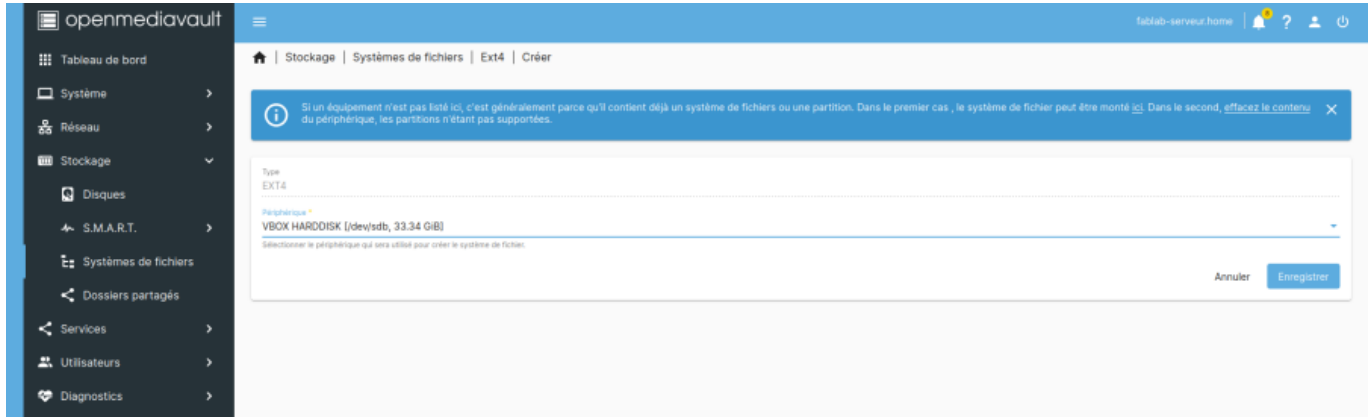 openmediavault
fablab-serveur.home
Tableau de bord
Système
Réseau
Stockage
Disques
S.M.A.R.T.
Systèmes de fichiers
Dossiers partagés
Services
Utilisateurs
Diagnostics
| Stockage | Systèmes de fichiers | Ext4 | Créer
Si un équipement n'est pas listé ici, c'est généralement parce qu'il contient déjà un système de fichiers ou une partition. Dans le premier cas , le système de fichier peut être monté ici. Dans le second, effacez le contenu
du périphérique, les partitions n'étant pas supportées.
Type
EXT4
Périphérique *
VBOX HARDDISK [/dev/sdb, 33.34 GiB]
Sélectionner le périphérique qui sera utilisé pour créer le système de fichier.
Annuler
Enregistrer